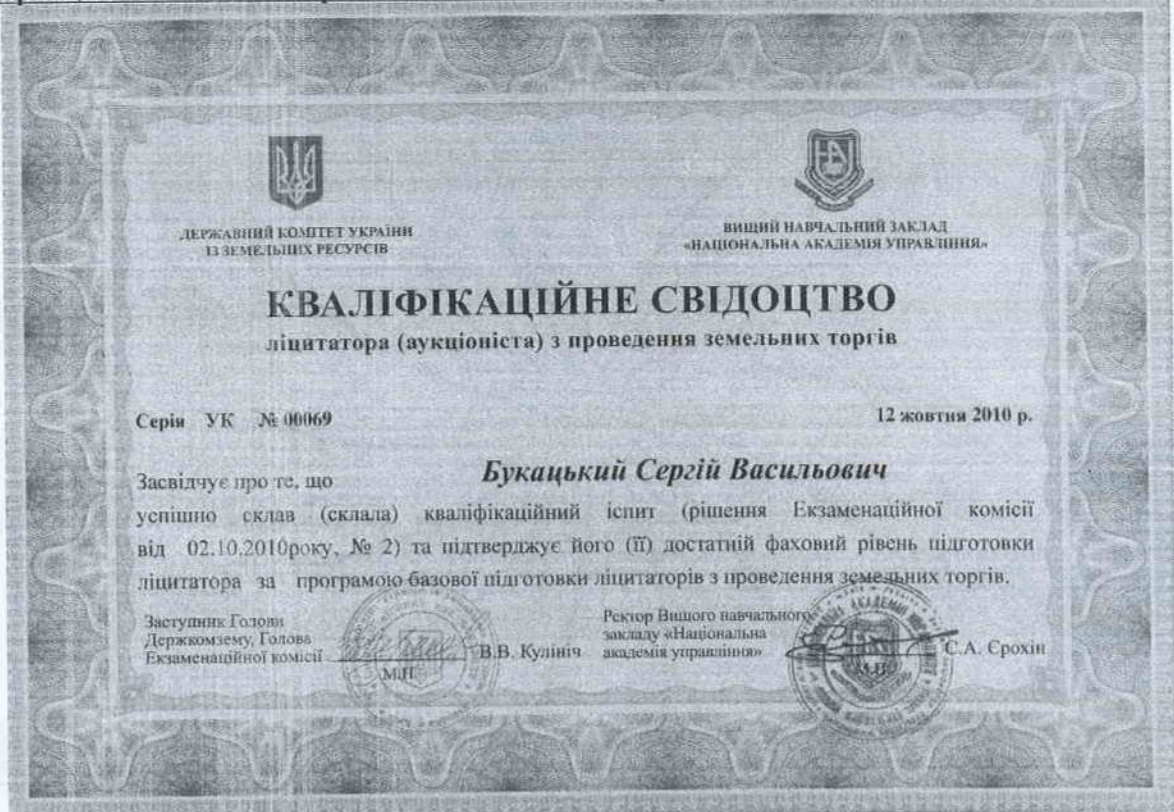 ДЕРЖАВНИЙ КОМІТЕТ УКРАЇНИ
ІЗ ЗЕМЕЛЬНИХ РЕСУРСІВ
ВИЩИЙ НАВЧАЛЬНИЙ ЗАКЛАД
«НАЦІОНАЛЬНА АКАДЕМІЯ УПРАВЛІННЯ»
КВАЛІФІКАЦІЙНЕ СВІДОЦТВО
ліцитатора (аукціоніста) з проведення земельних торгів
Серія УК № 00069
12 жовтня 2010 р.
Засвідчує про те, що Букацький Сергій Васильович
успішно склав (склала) кваліфікаційний іспит (рішення Екзаменаційної комісії
від 02.10.2010року, № 2) та підтверджує його (її) достатній фаховий рівень підготовки
ліцитатора за програмою базової підготовки ліцитаторів з проведення земельних торгів.
Заступник Голови
Держкомзему, Голова
Екзаменаційної комісії
В.В. Кулініч
М.П.
Ректор Вищого навчального
закладу «Національна
академія управління»
С.А. Єрохін
М.П.